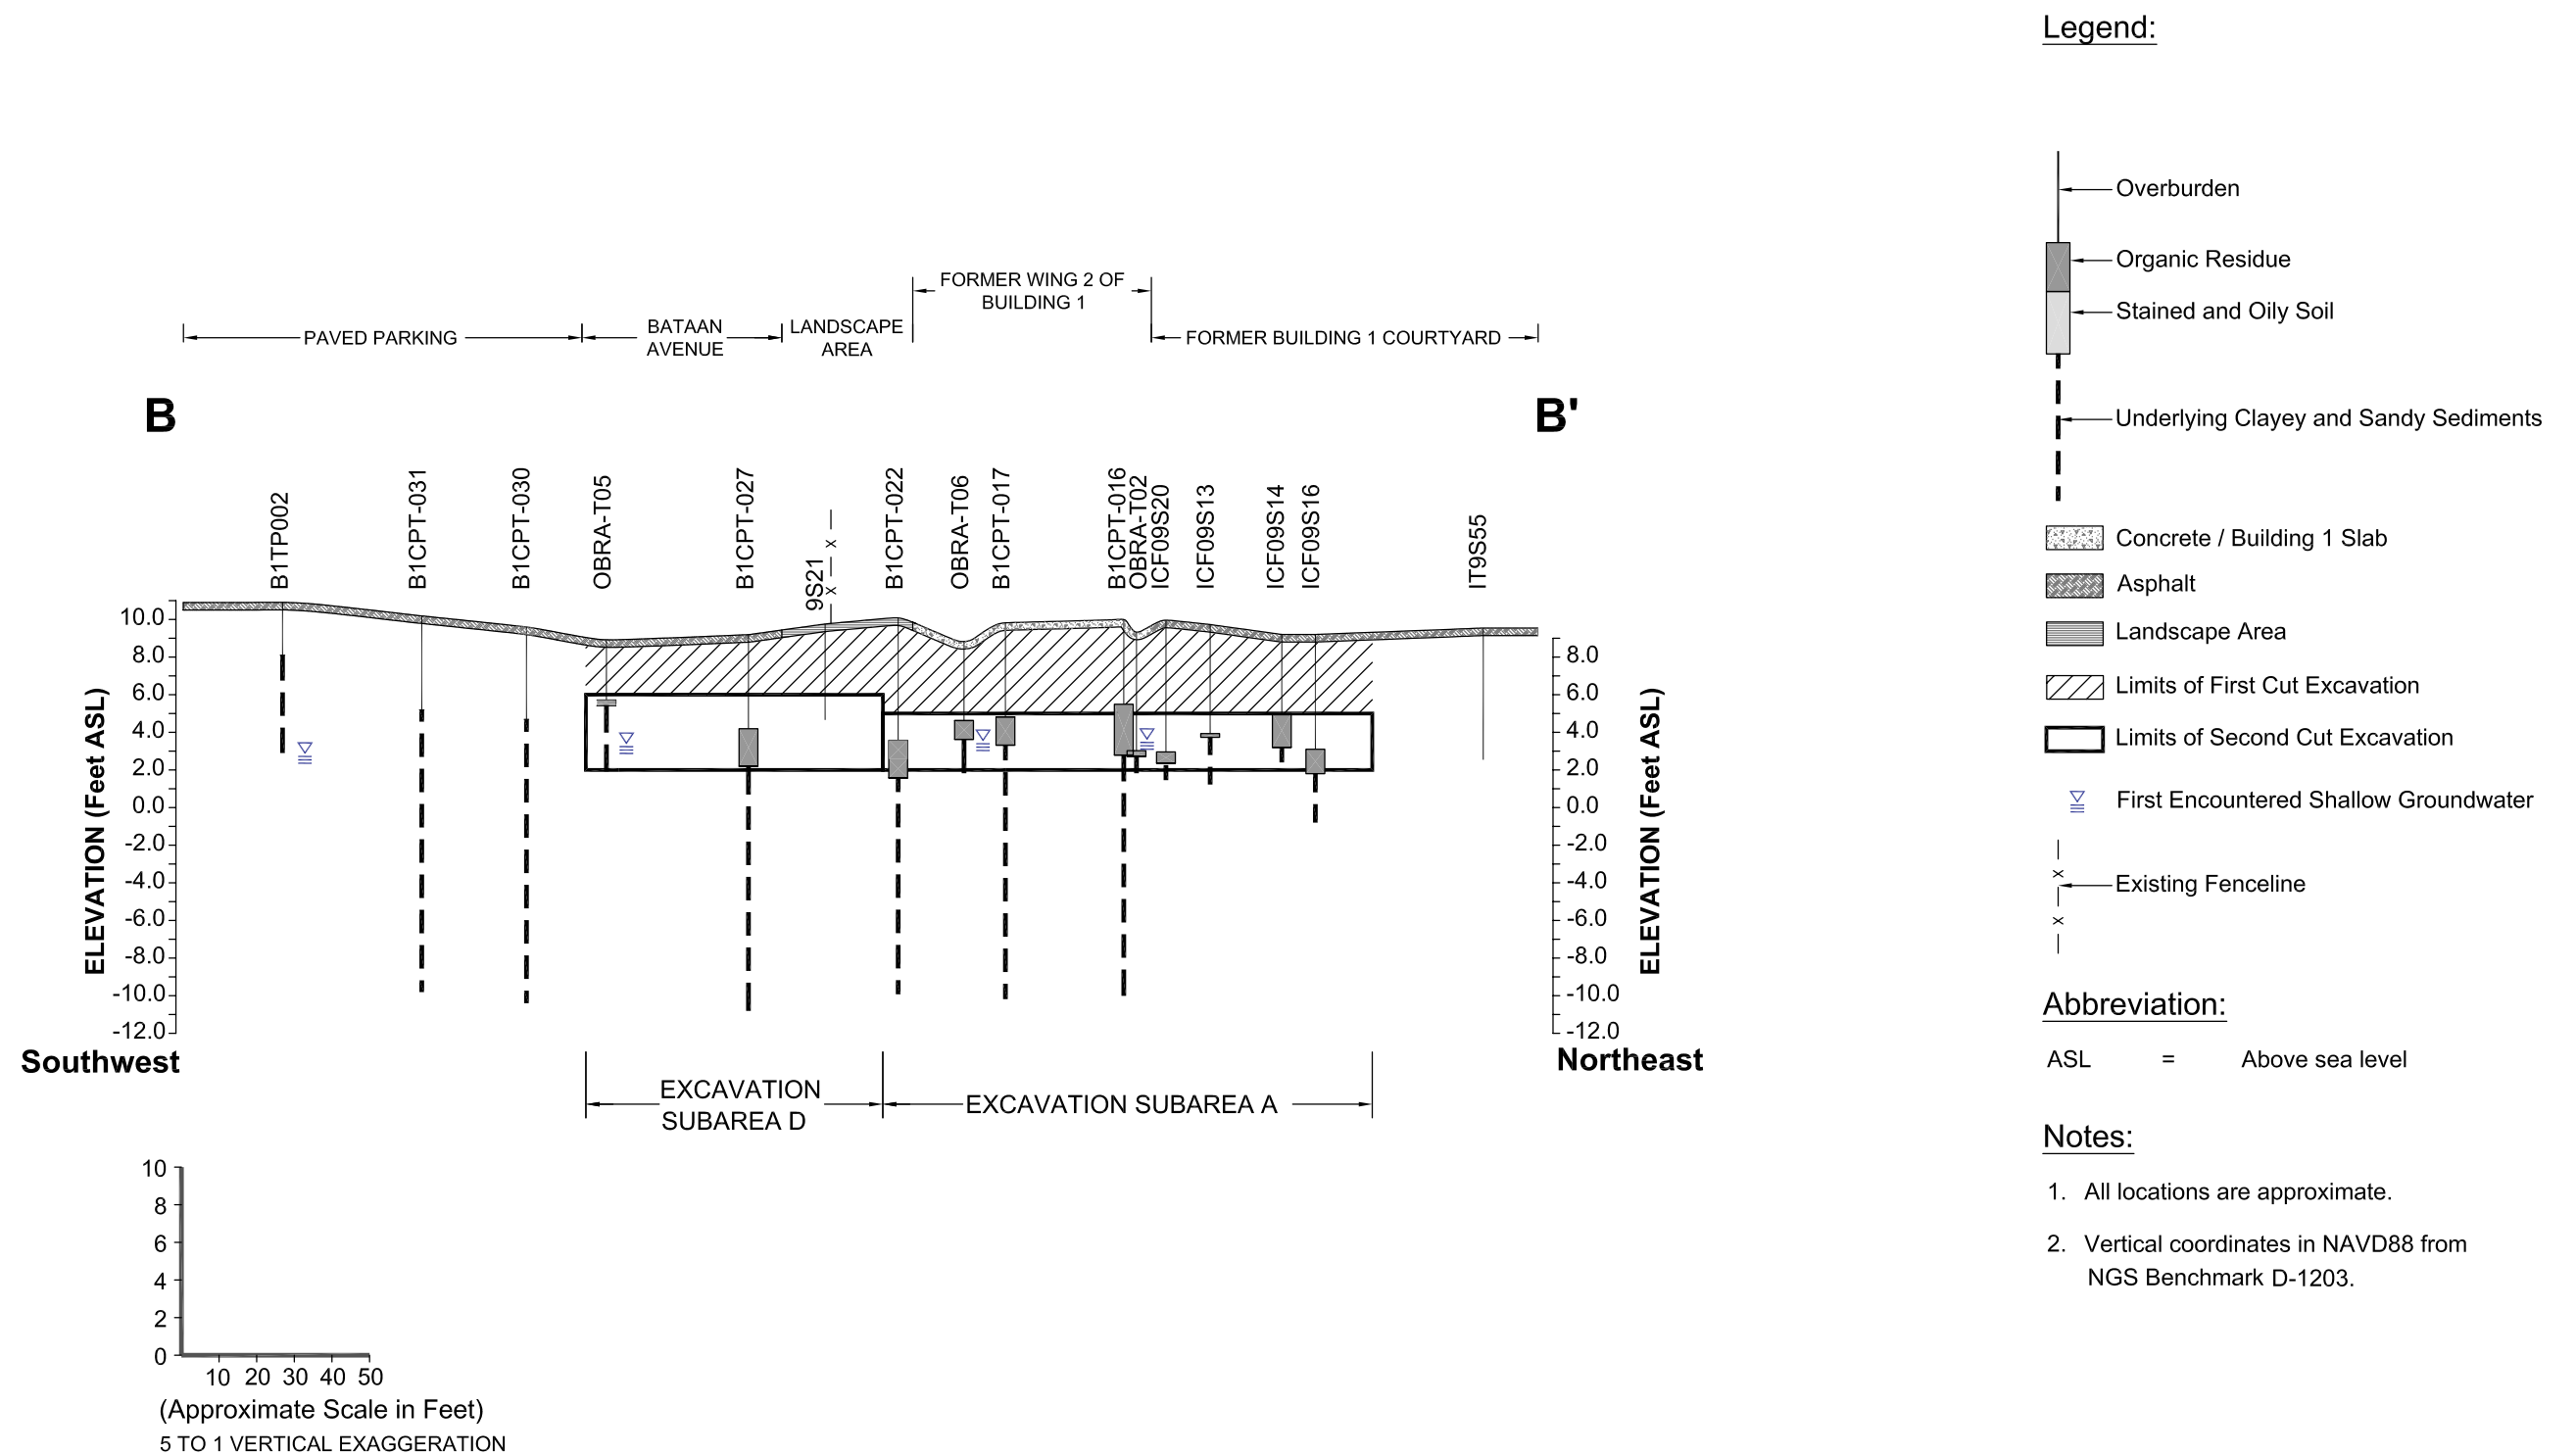 Legend:
Overburden
Organic Residue
Stained and Oily Soil
Underlying Clayey and Sandy Sediments
Concrete / Building 1 Slab
Asphalt
Landscape Area
Limits of First Cut Excavation
Limits of Second Cut Excavation
First Encountered Shallow Groundwater
x
Existing Fenceline
x
Abbreviation:
ASL = Above sea level
Notes:
1. All locations are approximate.
2. Vertical coordinates in NAVD88 from
NGS Benchmark D-1203.
FORMER WING 2 OF
BUILDING 1
PAVED PARKING
BATAAN
AVENUE
LANDSCAPE
AREA
FORMER BUILDING 1 COURTYARD
B
B'
B1TP002
B1CPT-031
B1CPT-030
OBRA-T05
B1CPT-027
9S21
x
x
B1CPT-022
OBRA-T06
B1CPT-017
B1CPT-016
OBRA-T02
ICF09S20
ICF09S13
ICF09S14
ICF09S16
IT9S55
ELEVATION (Feet ASL)
10.0
8.0
6.0
4.0
2.0
0.0
-2.0
-4.0
-6.0
-8.0
-10.0
-12.0
8.0
6.0
4.0
2.0
0.0
-2.0
-4.0
-6.0
-8.0
-10.0
-12.0
ELEVATION (Feet ASL)
Southwest
Northeast
EXCAVATION
SUBAREA D
EXCAVATION SUBAREA A
10
8
6
4
2
0
10 20 30 40 50
(Approximate Scale in Feet)
5 TO 1 VERTICAL EXAGGERATION